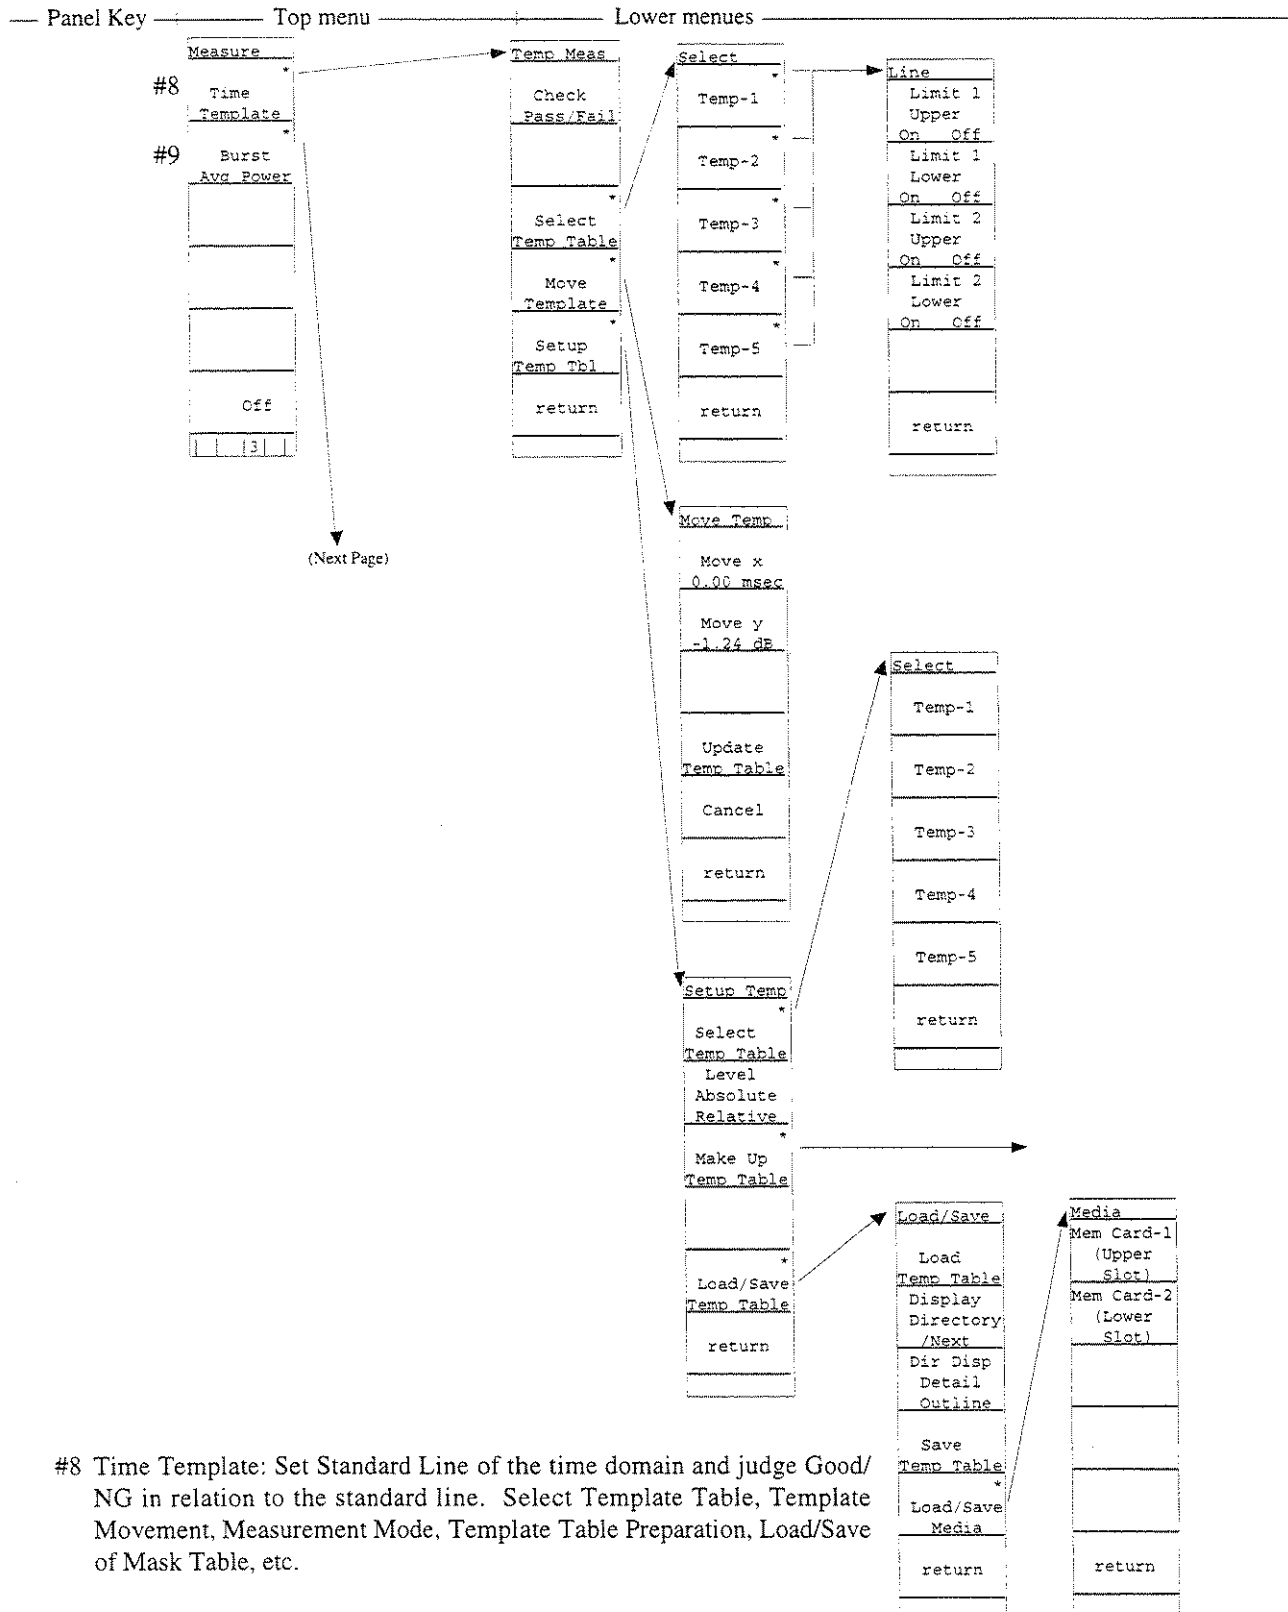 Panel Key
Top menu
Lower menues
Measure
*
#8
Time
Template
*
#9
Burst
Avg Power
Off
3
(Next Page)
Temp Meas
Check
Pass/Fail
*
Select
Temp Table
*
Move
Template
*
Setup
Temp Tbl
return
Select
*
Temp-1
*
Temp-2
*
Temp-3
*
Temp-4
*
Temp-5
return
Line
Limit 1
Upper
On Off
Limit 1
Lower
On Off
Limit 2
Upper
On Off
Limit 2
Lower
On Off
return
Move Temp
Move x
0.00 msec
Move y
-1.24 dB
Update
Temp Table
Cancel
return
Select
Temp-1
Temp-2
Temp-3
Temp-4
Temp-5
return
Setup Temp
*
Select
Temp Table
Level
Absolute
Relative
*
Make Up
Temp Table
*
Load/Save
Temp Table
return
Load/Save
Load
Temp Table
Display
Directory
/Next
Dir Disp
Detail
Outline
Save
Temp Table
*
Load/Save
Media
return
Media
Mem Card-1
(Upper
Slot)
Mem Card-2
(Lower
Slot)
return
#8 Time Template: Set Standard Line of the time domain and judge Good/
NG in relation to the standard line. Select Template Table, Template
Movement, Measurement Mode, Template Table Preparation, Load/Save
of Mask Table, etc.